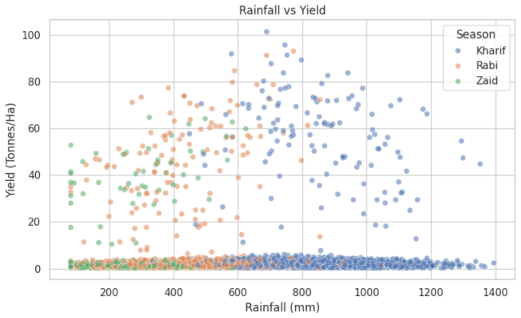 Rainfall vs Yield
Season
Kharif
Rabi
Zaid
Yield (Tonnes/Ha)
100
80
60
40
20
0
200 400 600 800 1000 1200 1400
Rainfall (mm)